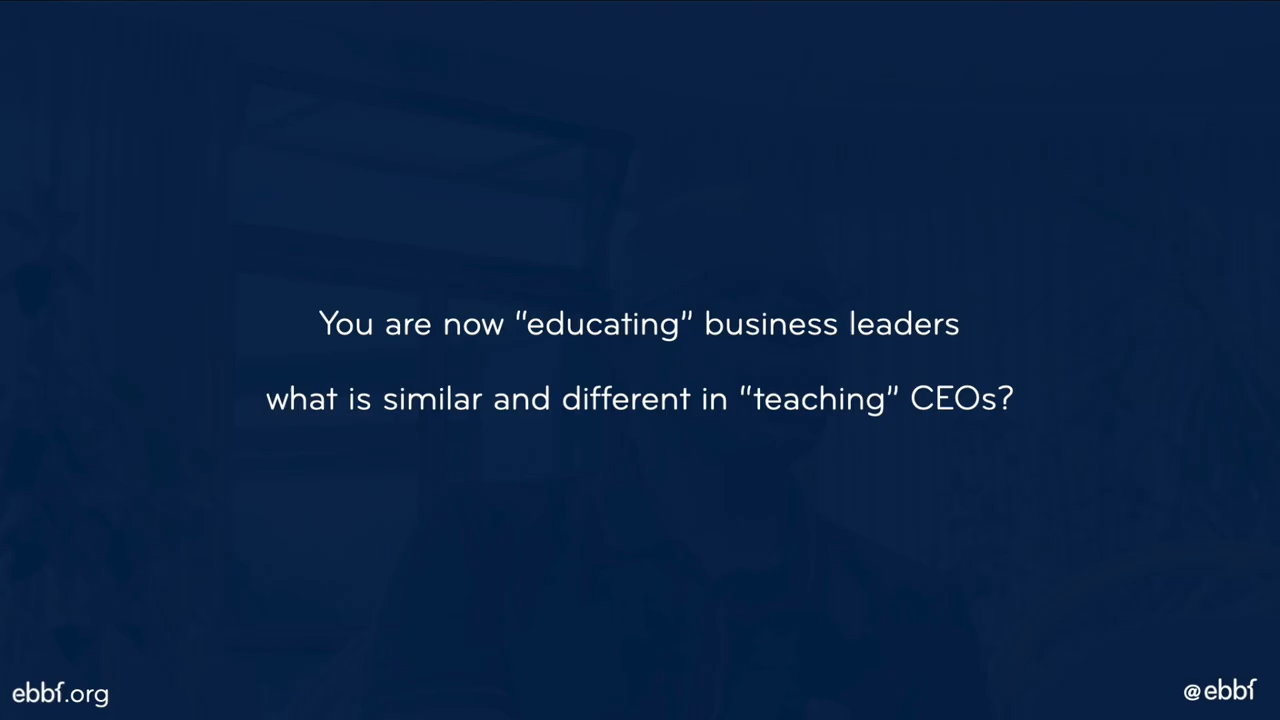 You are now "educating" business leaders
what is similar and different in "teaching" CEOs?
ebbf.org
@ebbf